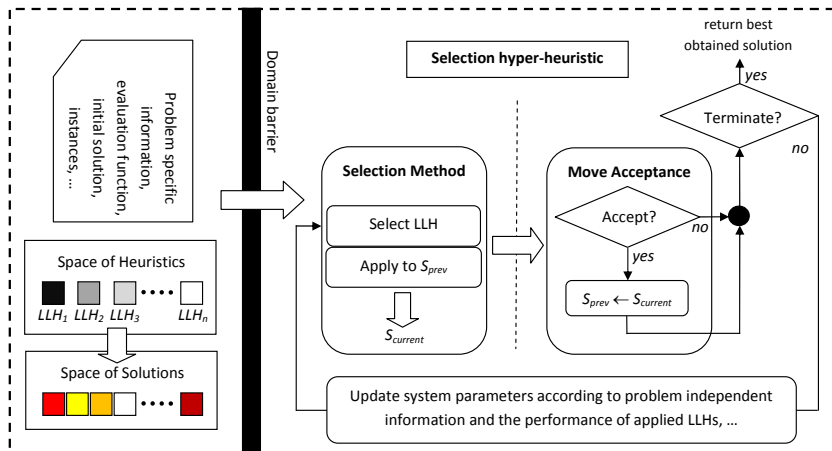 Problem specific
information,
evaluation function,
initial solution,
instances, ...
Space of Heuristics
LLH1 LLH2 LLH3 LLHn
Space of Solutions
Domain barrier
Selection hyper-heuristic
Selection Method
Select LLH
Apply to Sprev
Scurrent
Move Acceptance
Accept?
no
yes
Sprev ← Scurrent
return best
obtained solution
yes
Terminate?
no
Update system parameters according to problem independent
information and the performance of applied LLHs, ...